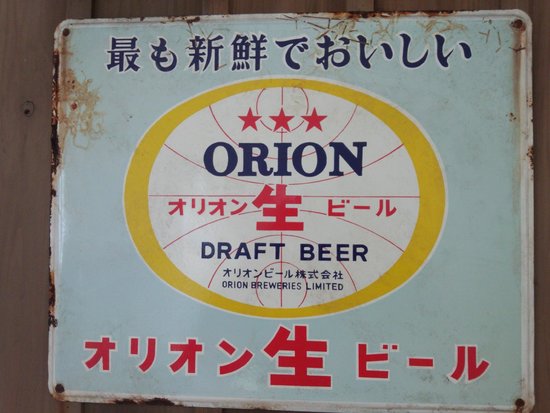 最も新鮮でおいしい
★★★
ORION
オリオン生ビール
DRAFT BEER
オリオンビール株式会社
ORION BREWERIES LIMITED
オリオン生ビール